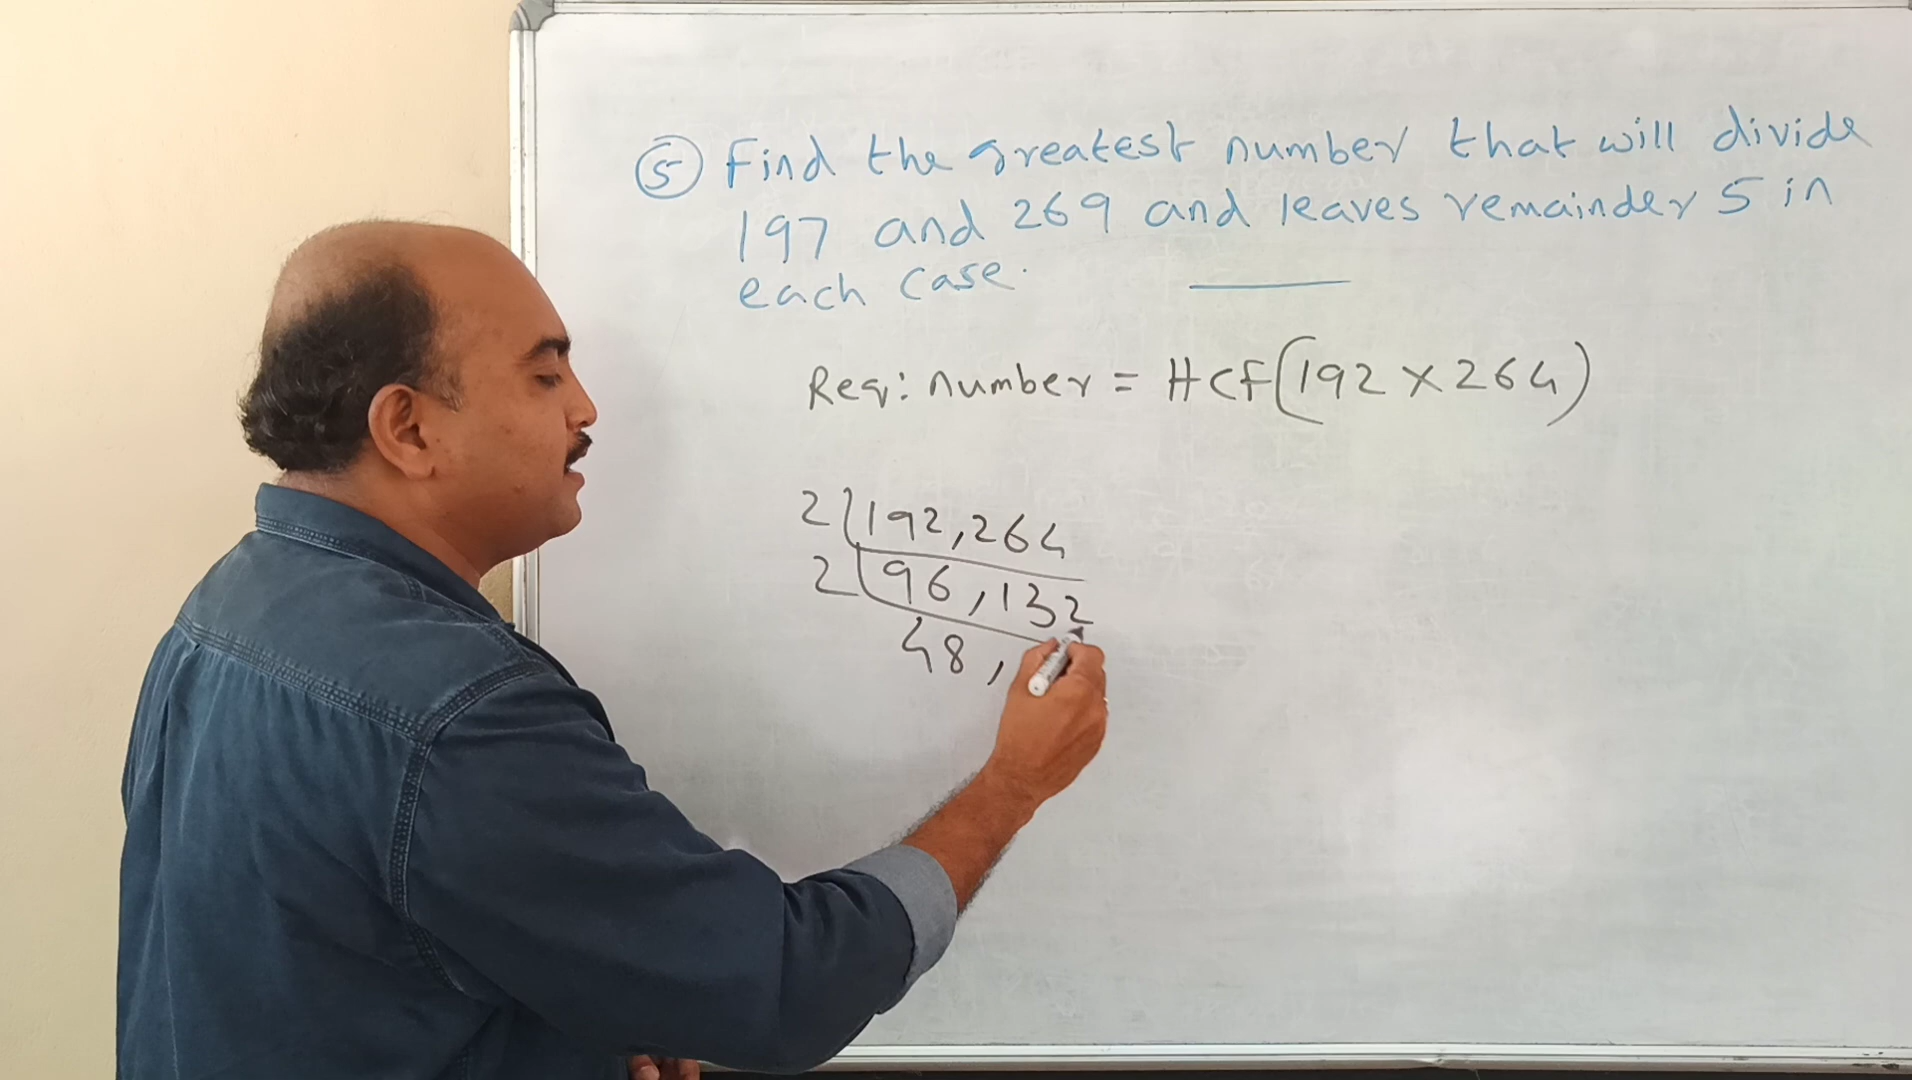 ⑤ Find the greatest number that will divide
197 and 269 and leaves remainder 5 in
each case.
Req: number = HCF(192 × 264)
2 192,264
2 96,132
48,